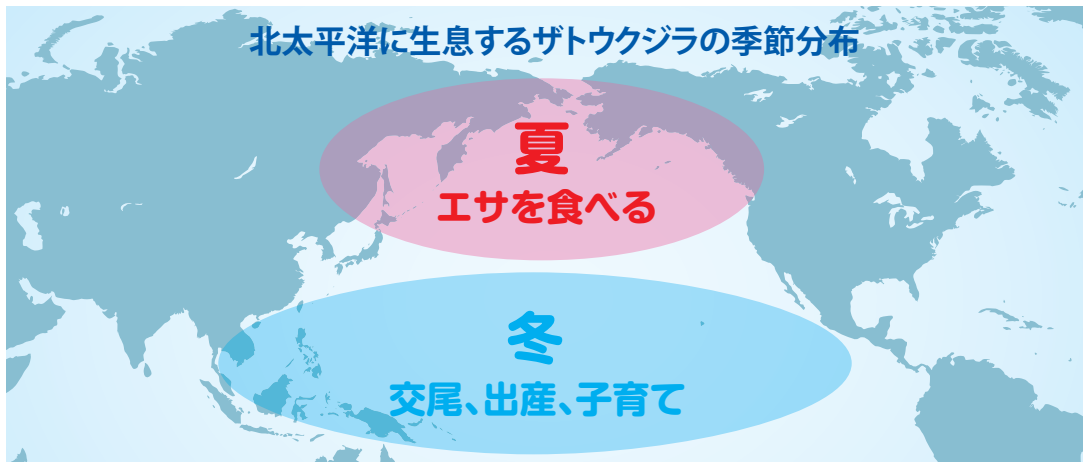 北太平洋に生息するザトウクジラの季節分布
夏
エサを食べる
冬
交尾、出産、子育て